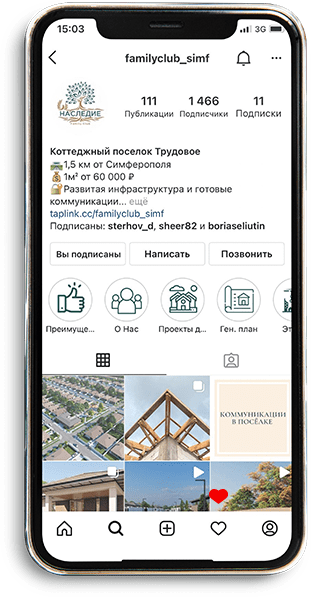 15:03
3G
familyclub_simf
НАСЛЕДИЕ
111
1 466
11
Публикации
Подписчики
Подписки
Коттеджный поселок Трудовое
1,5 км от Симферополя
1м² от 60 000 ₽
Развитая инфраструктура и готовые
коммуникации... ещё
taplink.cc/familyclub_simf
Подписаны: sterhov_d, sheer82 и boriaseliutin
Вы подписаны
Написать
Позвонить
Преимуще...
О Нас
Проекты д...
Ген. план
Эт
КОММУНИКАЦИИ
В ПОСЁЛКЕ